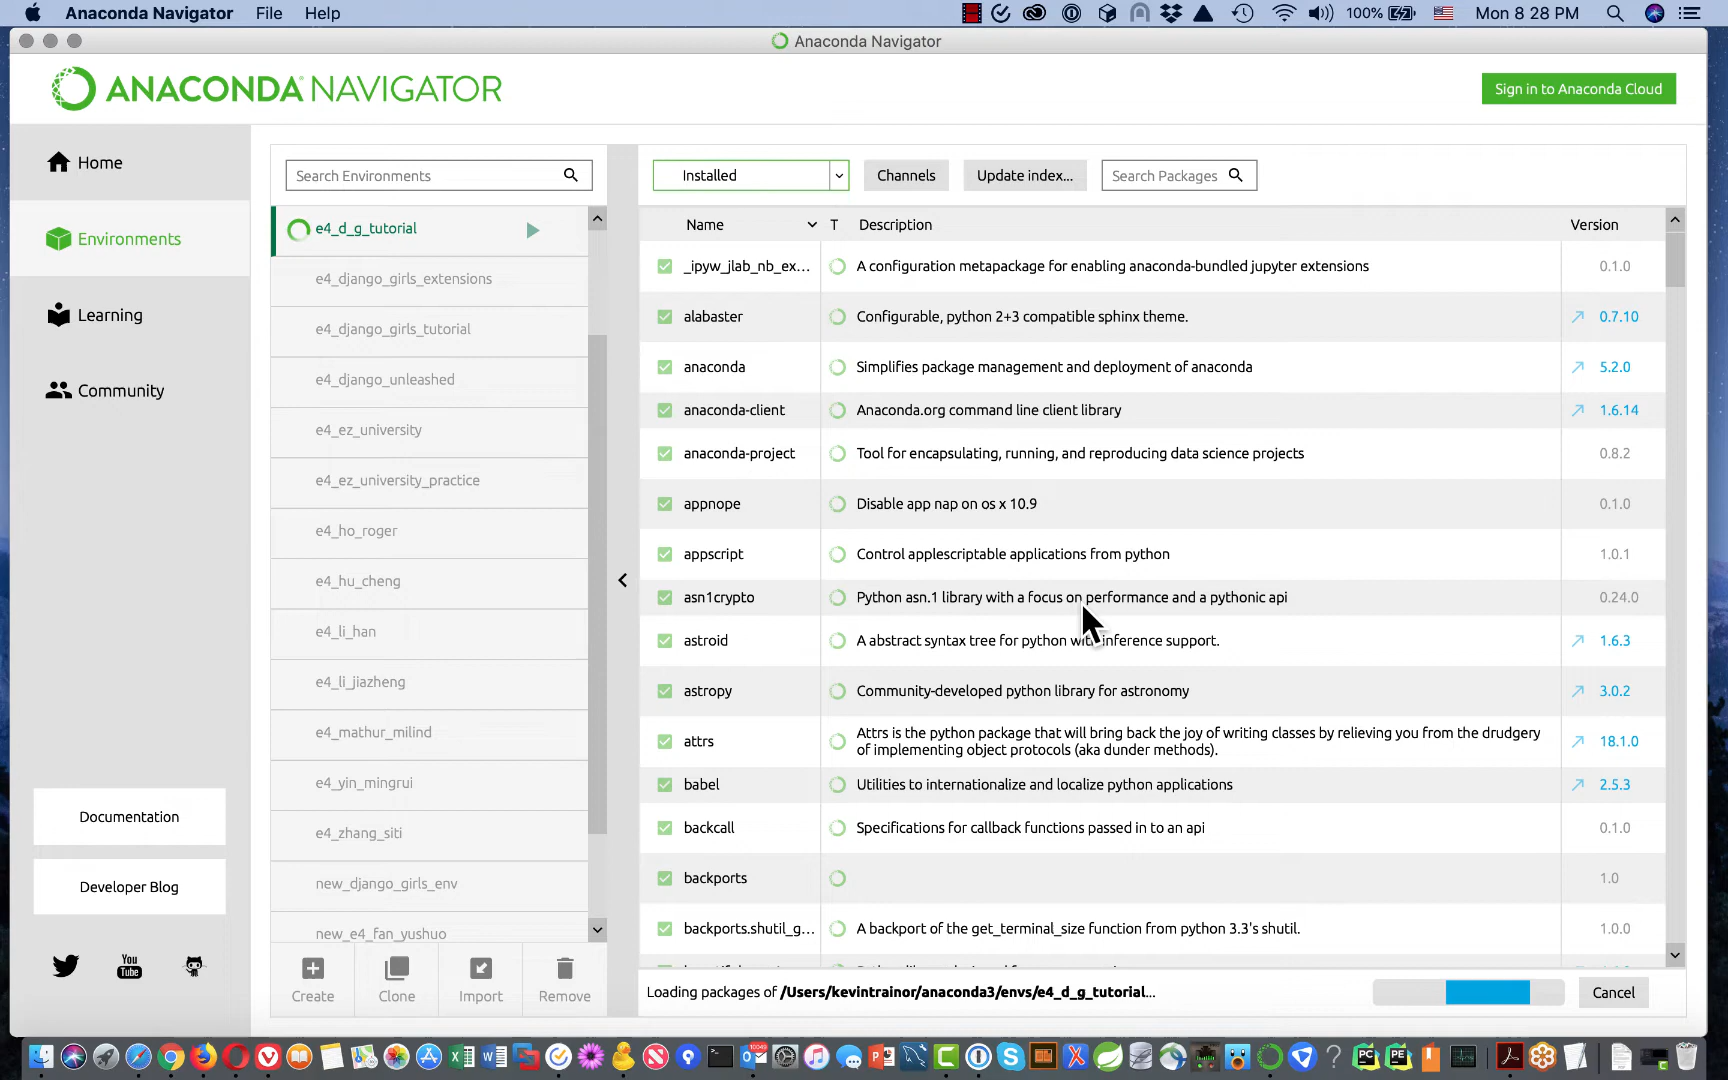 Anaconda Navigator File Help 100% Mon 8 28 PM
Anaconda Navigator
ANACONDA NAVIGATOR
Sign in to Anaconda Cloud
Home
Environments
Learning
Community
Documentation
Developer Blog
You
Tube
Search Environments
e4_d_g_tutorial
e4_django_girls_extensions
e4_django_girls_tutorial
e4_django_unleashed
e4_ez_university
e4_ez_university_practice
e4_ho_roger
e4_hu_cheng
e4_li_han
e4_li_jiazheng
e4_mathur_milind
e4_yin_mingrui
e4_zhang_siti
new_django_girls_env
new_e4_fan_yushuo
Create Clone Import Remove
Installed Channels Update index... Search Packages
Name T Description Version
_ipyw_jlab_nb_ex... A configuration metapackage for enabling anaconda-bundled jupyter extensions 0.1.0
alabaster Configurable, python 2+3 compatible sphinx theme. 0.7.10
anaconda Simplifies package management and deployment of anaconda 5.2.0
anaconda-client Anaconda.org command line client library 1.6.14
anaconda-project Tool for encapsulating, running, and reproducing data science projects 0.8.2
appnope Disable app nap on os x 10.9 0.1.0
appscript Control applescriptable applications from python 1.0.1
asn1crypto Python asn.1 library with a focus on performance and a pythonic api 0.24.0
astroid A abstract syntax tree for python with inference support. 1.6.3
astropy Community-developed python library for astronomy 3.0.2
attrs Attrs is the python package that will bring back the joy of writing classes by relieving you from the drudgery 18.1.0
of implementing object protocols (aka dunder methods).
babel Utilities to internationalize and localize python applications 2.5.3
backcall Specifications for callback functions passed in to an api 0.1.0
backports 1.0
backports.shutil_g... A backport of the get_terminal_size function from python 3.3's shutil. 1.0.0
Loading packages of /Users/kevintrainor/anaconda3/envs/e4_d_g_tutorial... Cancel